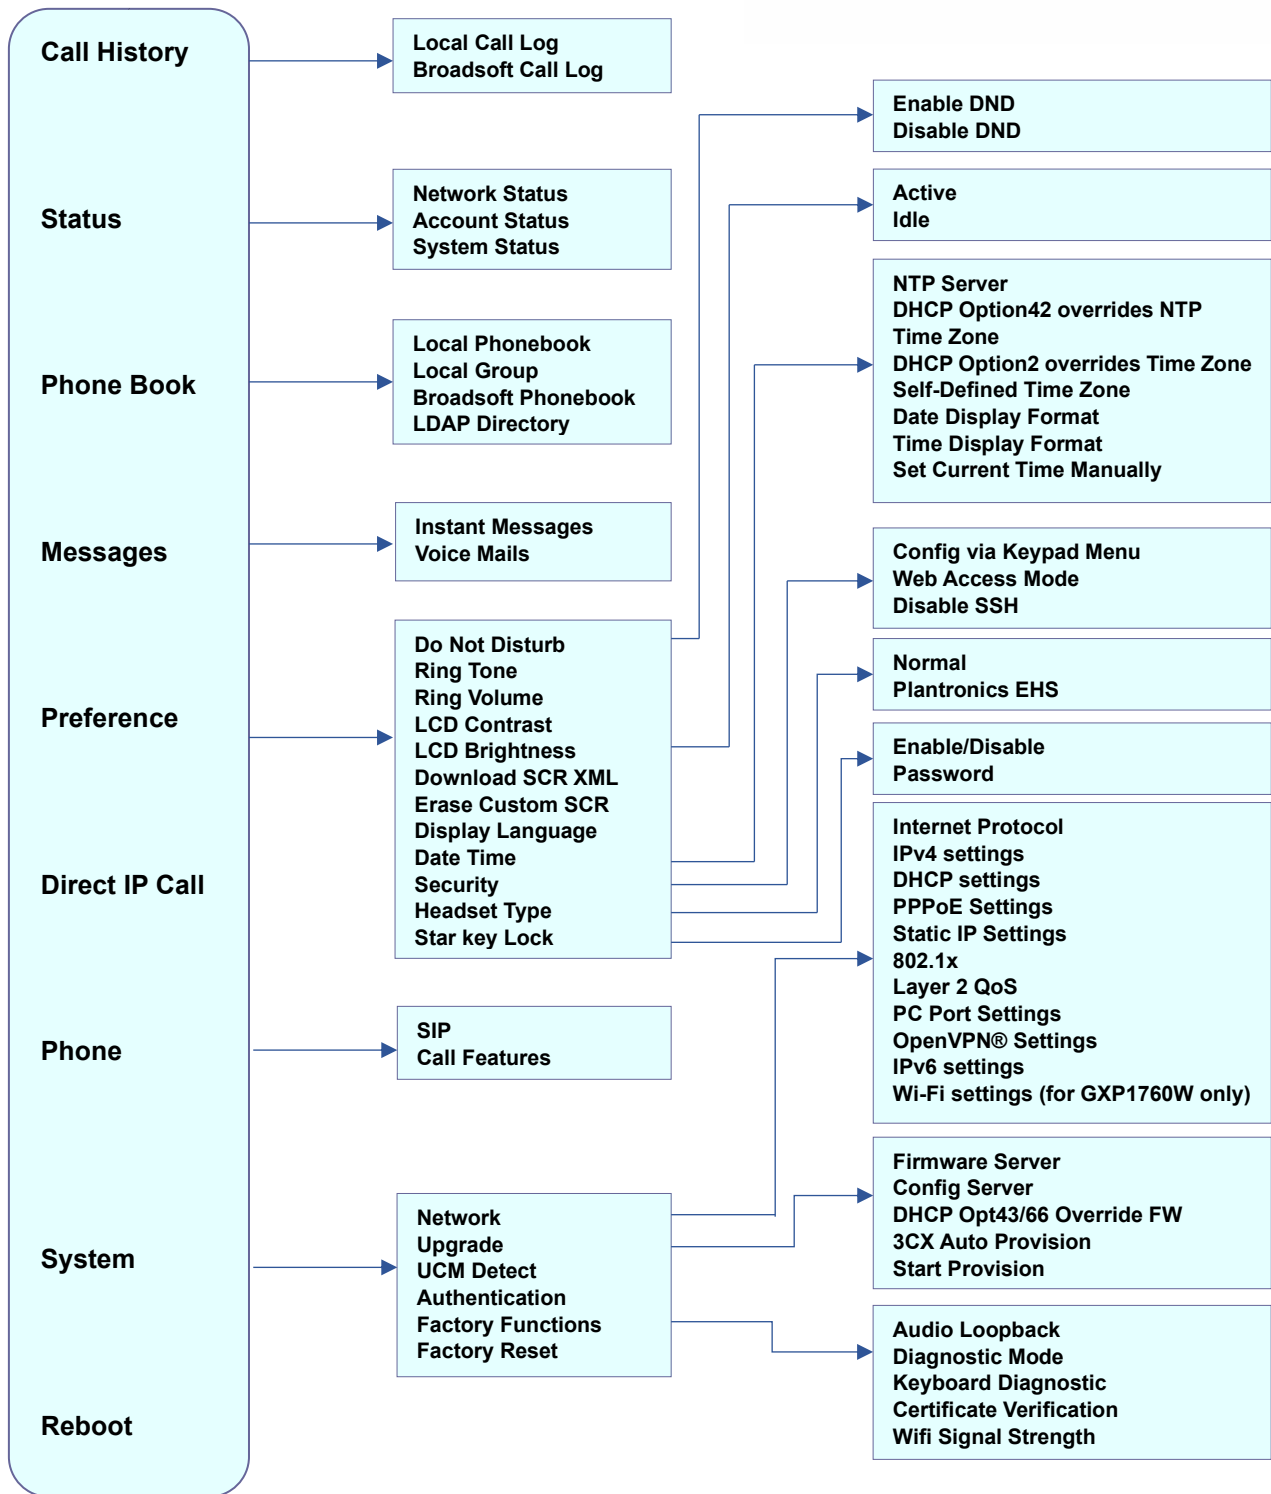 Call History
Status
Phone Book
Messages
Preference
Direct IP Call
Phone
System
Reboot
Local Call Log
Broadsoft Call Log
Network Status
Account Status
System Status
Local Phonebook
Local Group
Broadsoft Phonebook
LDAP Directory
Instant Messages
Voice Mails
Do Not Disturb
Ring Tone
Ring Volume
LCD Contrast
LCD Brightness
Download SCR XML
Erase Custom SCR
Display Language
Date Time
Security
Headset Type
Star key Lock
SIP
Call Features
Network
Upgrade
UCM Detect
Authentication
Factory Functions
Factory Reset
Enable DND
Disable DND
Active
Idle
NTP Server
DHCP Option42 overrides NTP
Time Zone
DHCP Option2 overrides Time Zone
Self-Defined Time Zone
Date Display Format
Time Display Format
Set Current Time Manually
Config via Keypad Menu
Web Access Mode
Disable SSH
Normal
Plantronics EHS
Enable/Disable
Password
Internet Protocol
IPv4 settings
DHCP settings
PPPoE Settings
Static IP Settings
802.1x
Layer 2 QoS
PC Port Settings
OpenVPN® Settings
IPv6 settings
Wi-Fi settings (for GXP1760W only)
Firmware Server
Config Server
DHCP Opt43/66 Override FW
3CX Auto Provision
Start Provision
Audio Loopback
Diagnostic Mode
Keyboard Diagnostic
Certificate Verification
Wifi Signal Strength